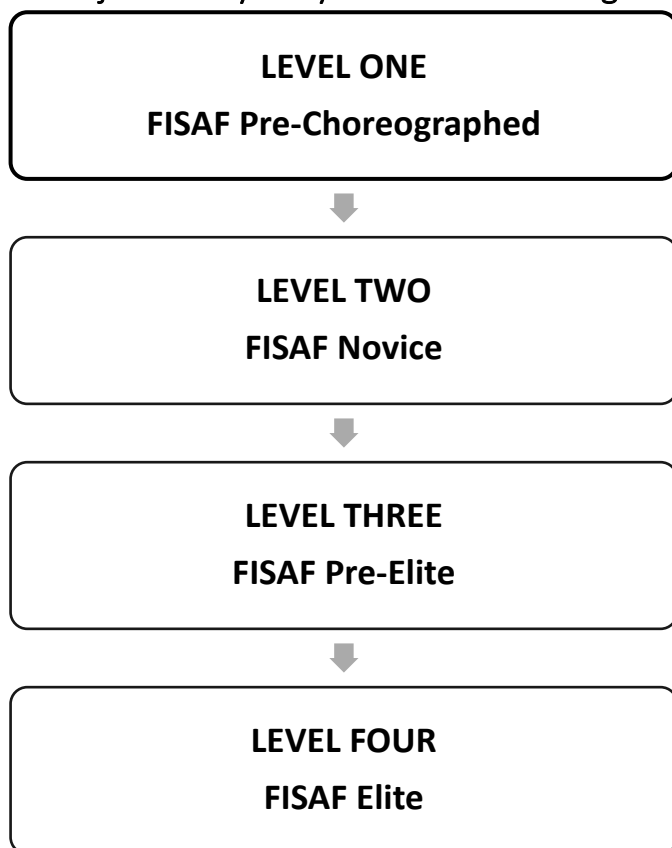 LEVEL ONE
FISAF Pre-Choreographed
LEVEL TWO
FISAF Novice
LEVEL THREE
FISAF Pre-Elite
LEVEL FOUR
FISAF Elite